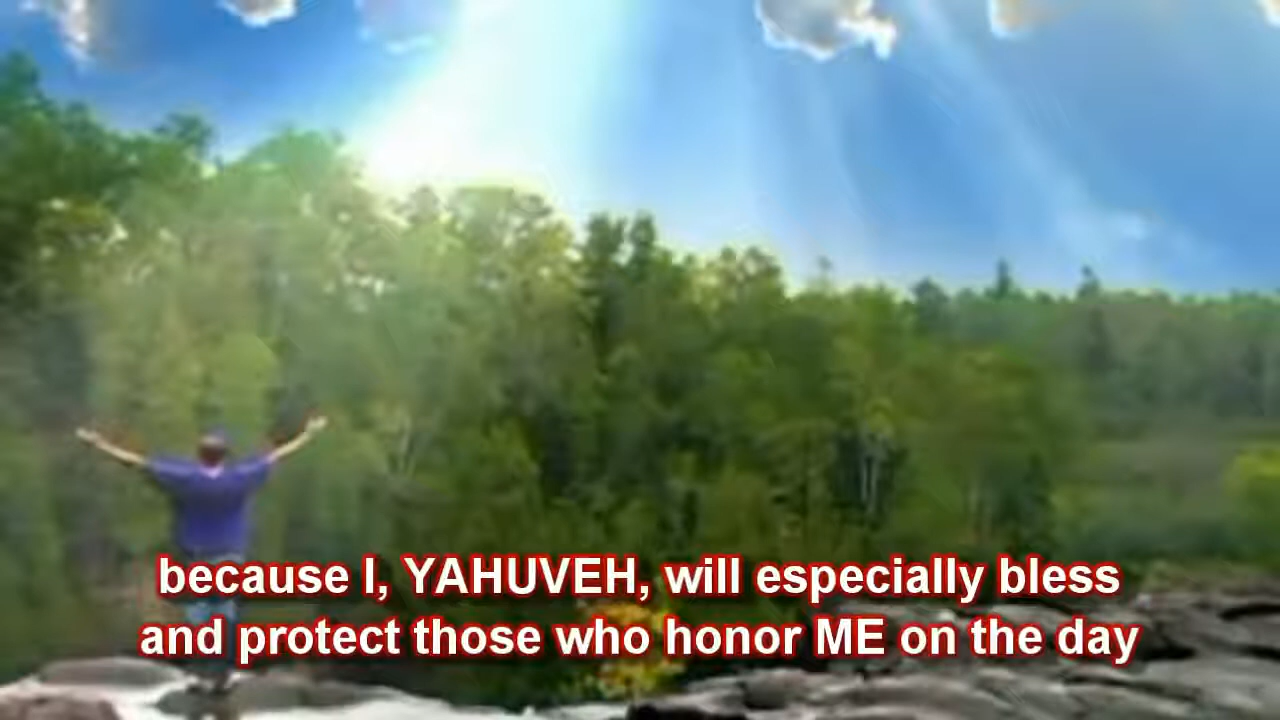 because I, YAHUVEH, will especially bless
and protect those who honor ME on the day